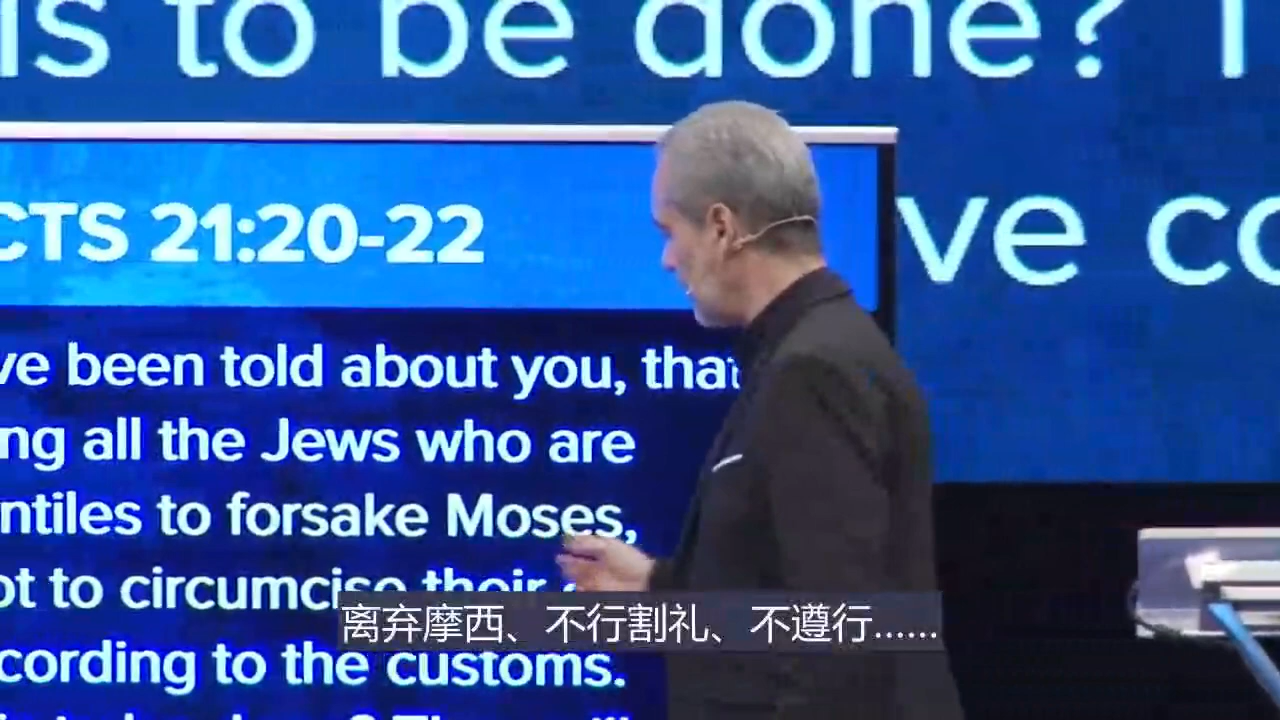 is to be done? T
CTS 21:20-22
ve co
ve been told about you, that
ng all the Jews who are
ntiles to forsake Moses,
ot to circumcise their
离弃摩西、不行割礼、不遵行......
cording to the customs.